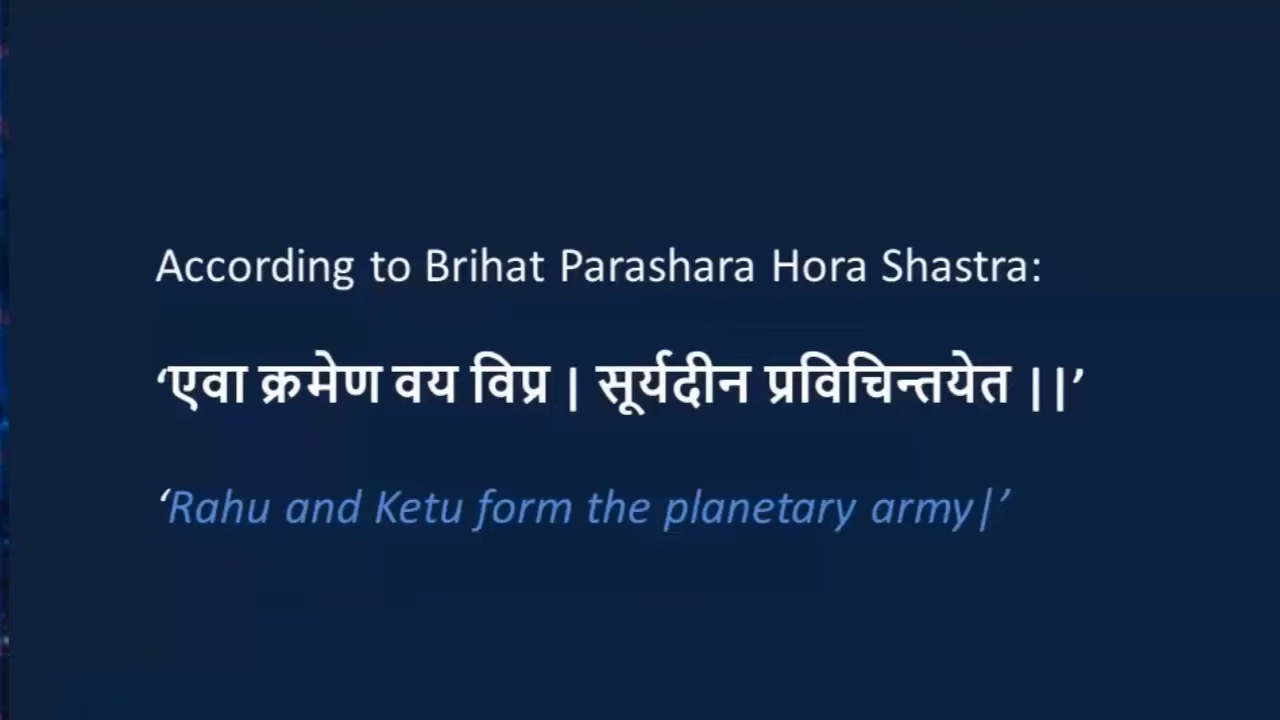 According to Brihat Parashara Hora Shastra:
‘एवा क्रमेण वय विप्र | सूर्यदीन प्रविचिन्तयेत ||’
‘Rahu and Ketu form the planetary army|’